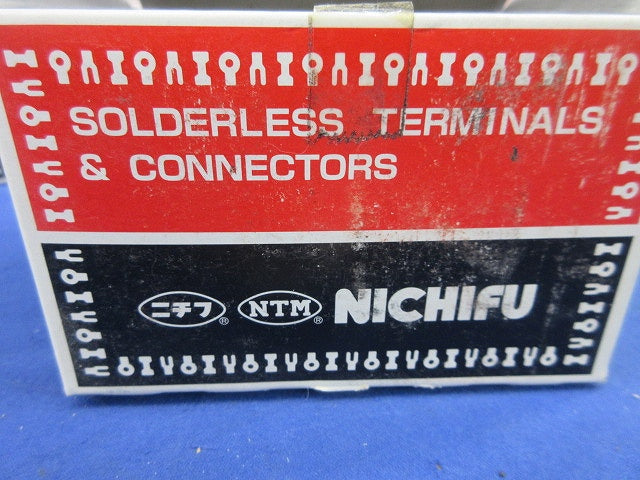 SOLDERLESS TERMINALS
& CONNECTORS
ニチフ® NTM® NICHIFU